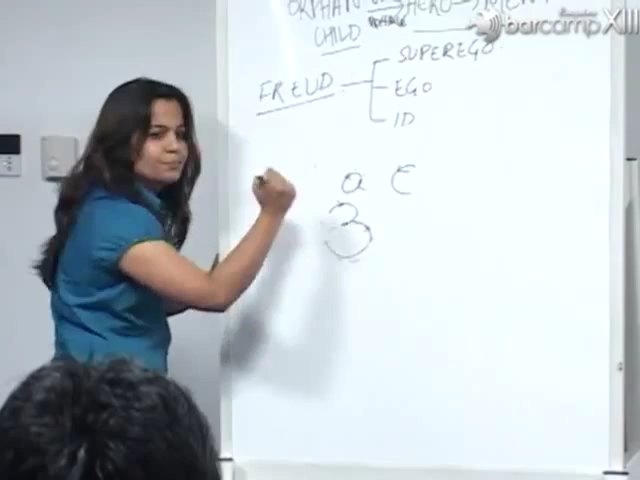 ORPHAN HERO
CHILD
FREUD SUPEREGO
EGO
ID
a E
3
barcamp XIII